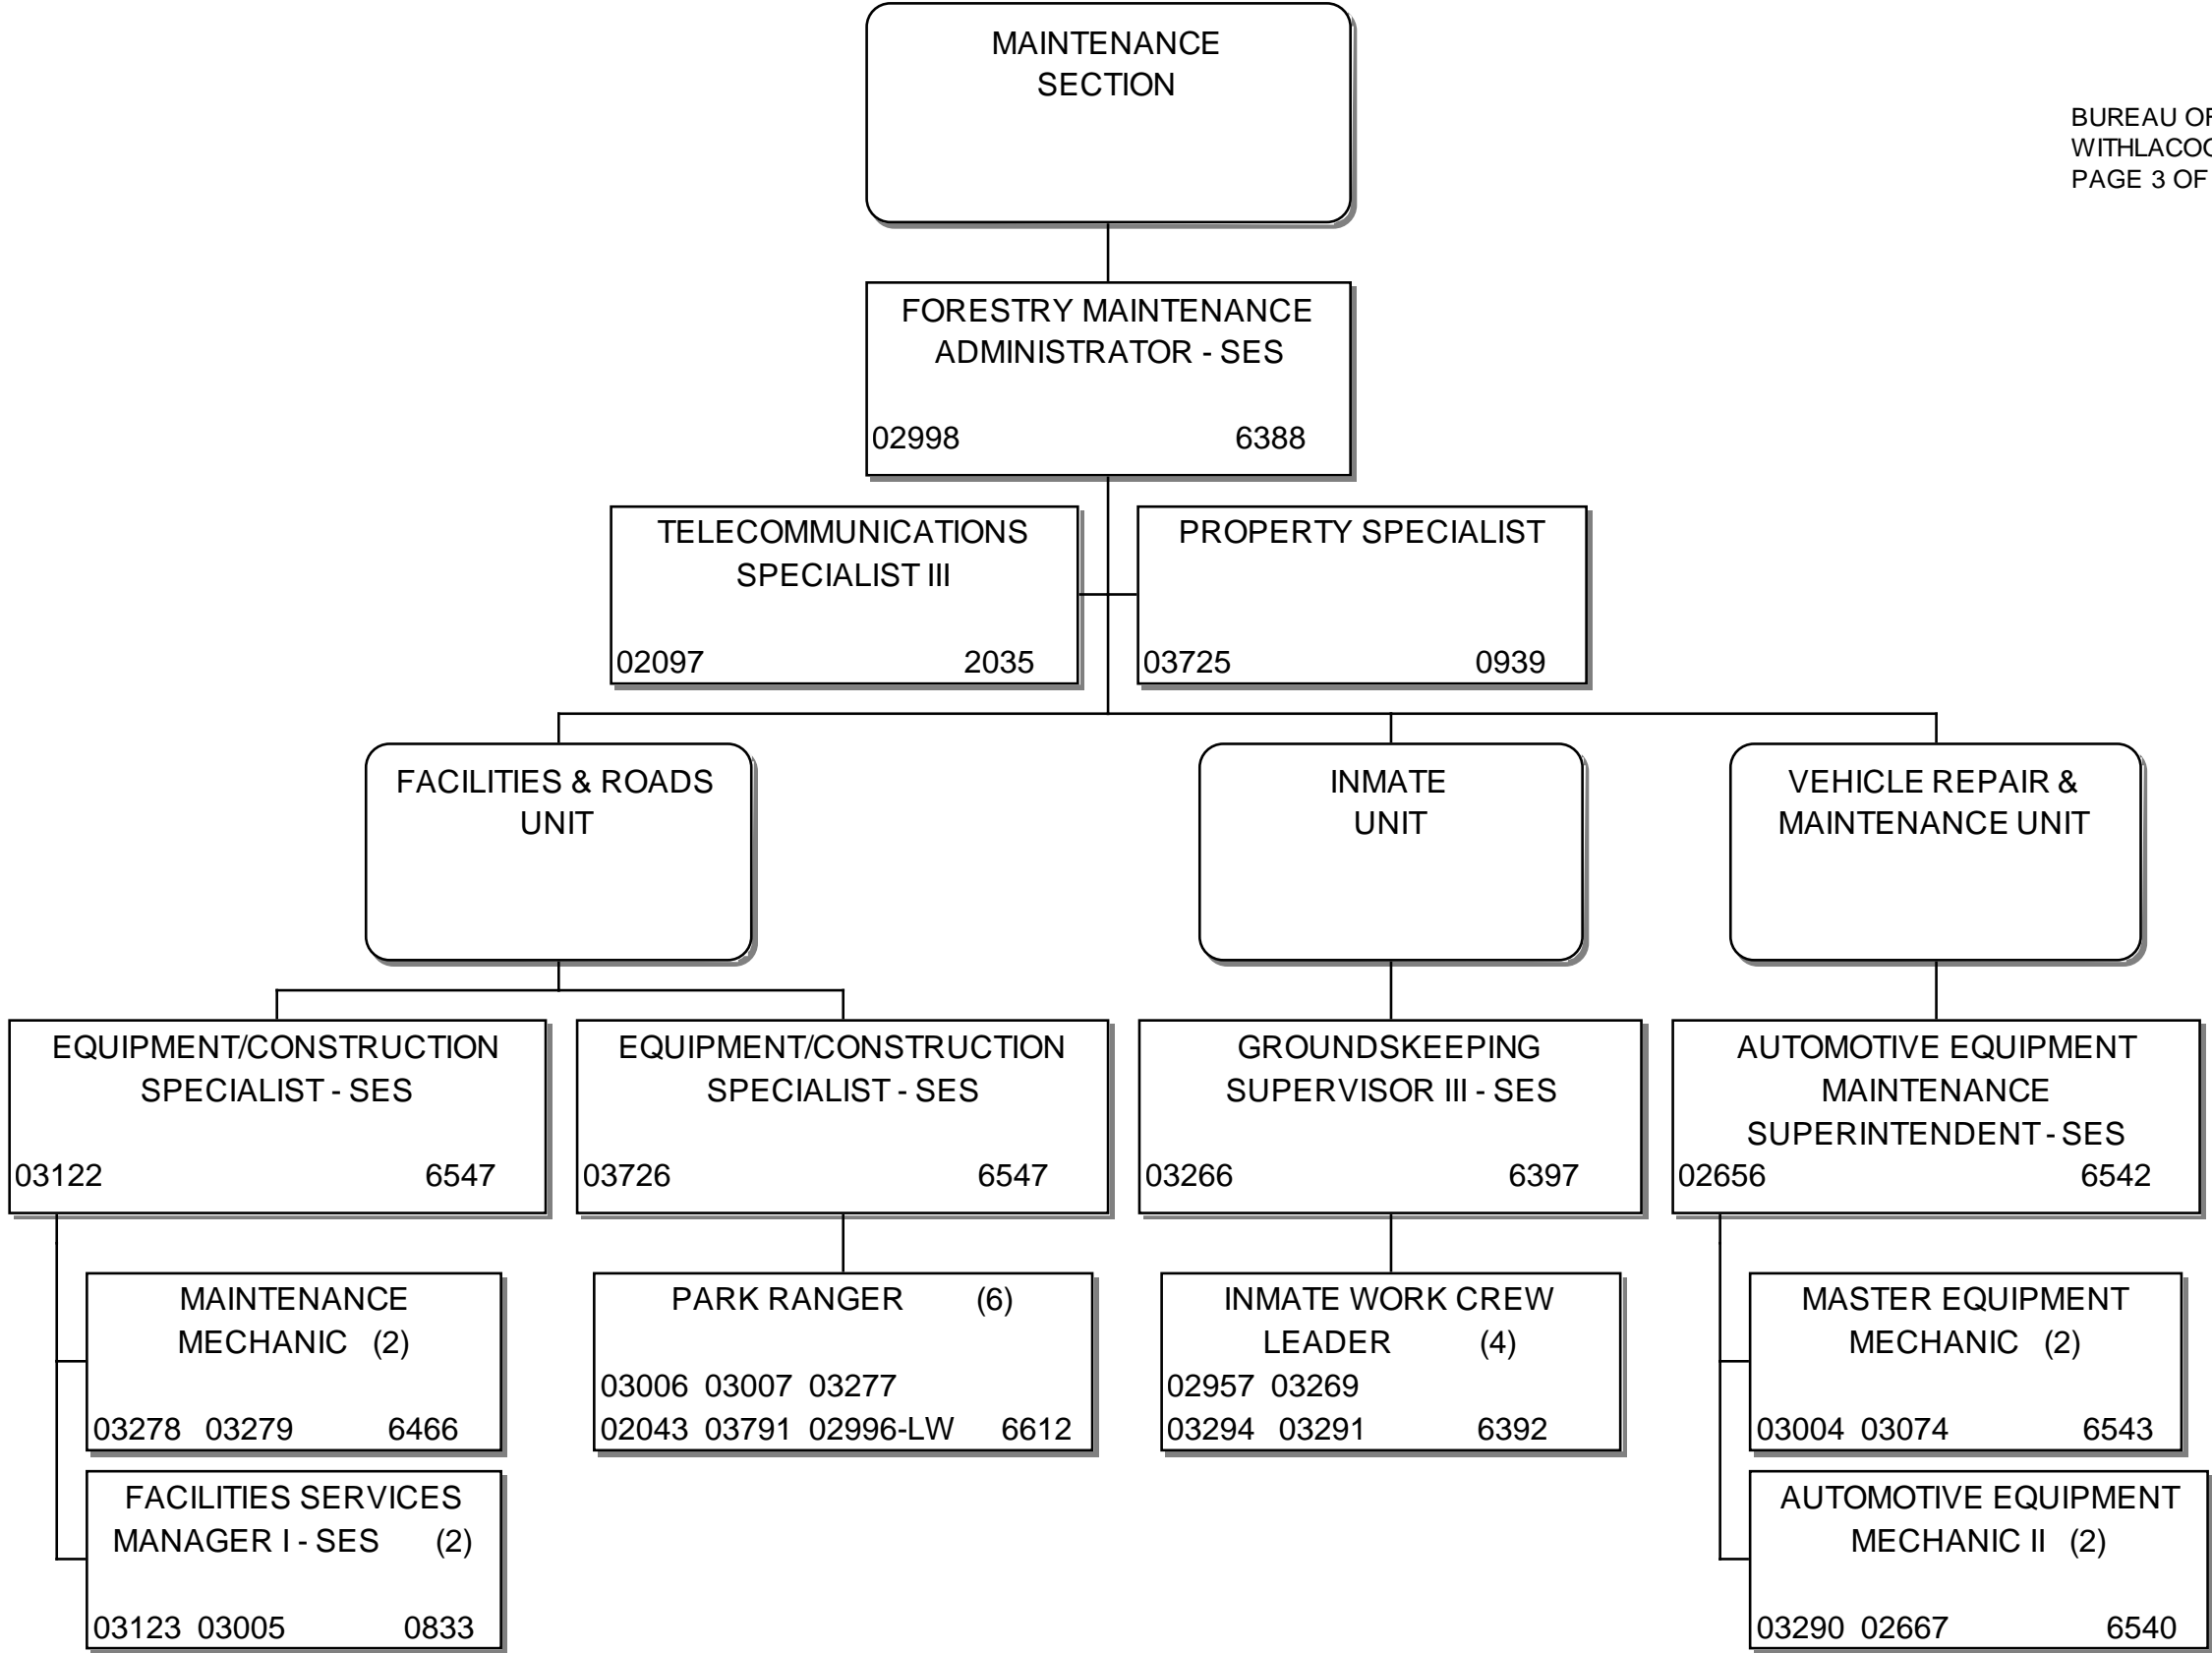 MAINTENANCE
SECTION
BUREAU OF
PAGE 3 OF
FORESTRY MAINTENANCE
ADMINISTRATOR - SES
02998 6388
TELECOMMUNICATIONS
SPECIALIST III
02097 2035
PROPERTY SPECIALIST
03725 0939
FACILITIES & ROADS
UNIT
INMATE
UNIT
VEHICLE REPAIR &
MAINTENANCE UNIT
EQUIPMENT/CONSTRUCTION
SPECIALIST - SES
03122 6547
EQUIPMENT/CONSTRUCTION
SPECIALIST - SES
03726 6547
GROUNDSKEEPING
SUPERVISOR III - SES
03266 6397
AUTOMOTIVE EQUIPMENT
MAINTENANCE
SUPERINTENDENT - SES
02656 6542
MAINTENANCE
MECHANIC (2)
03278 03279 6466
PARK RANGER (6)
03006 03007 03277
02043 03791 02996-LW 6612
INMATE WORK CREW
LEADER (4)
02957 03269
03294 03291 6392
MASTER EQUIPMENT
MECHANIC (2)
03004 03074 6543
FACILITIES SERVICES
MANAGER I - SES (2)
03123 03005 0833
AUTOMOTIVE EQUIPMENT
MECHANIC II (2)
03290 02667 6540